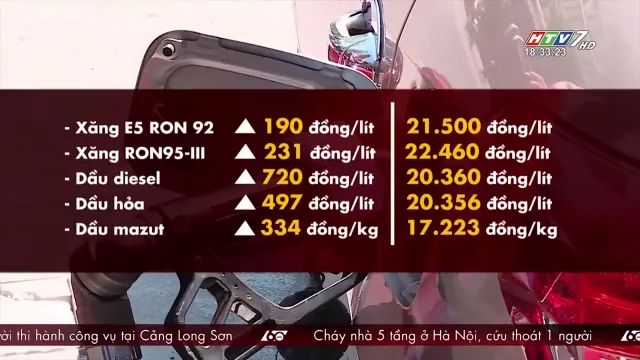 HTV7 HD
18:33:23
- Xăng E5 RON 92 ▲ 190 đồng/lít 21.500 đồng/lít
- Xăng RON95-III ▲ 231 đồng/lít 22.460 đồng/lít
- Dầu diesel ▲ 720 đồng/lít 20.360 đồng/lít
- Dầu hỏa ▲ 497 đồng/lít 20.356 đồng/lít
- Dầu mazut ▲ 334 đồng/kg 17.223 đồng/kg
thi hành công vụ tại Cảng Long Sơn 60 Cháy nhà 5 tầng ở Hà Nội, cứu thoát 1 người